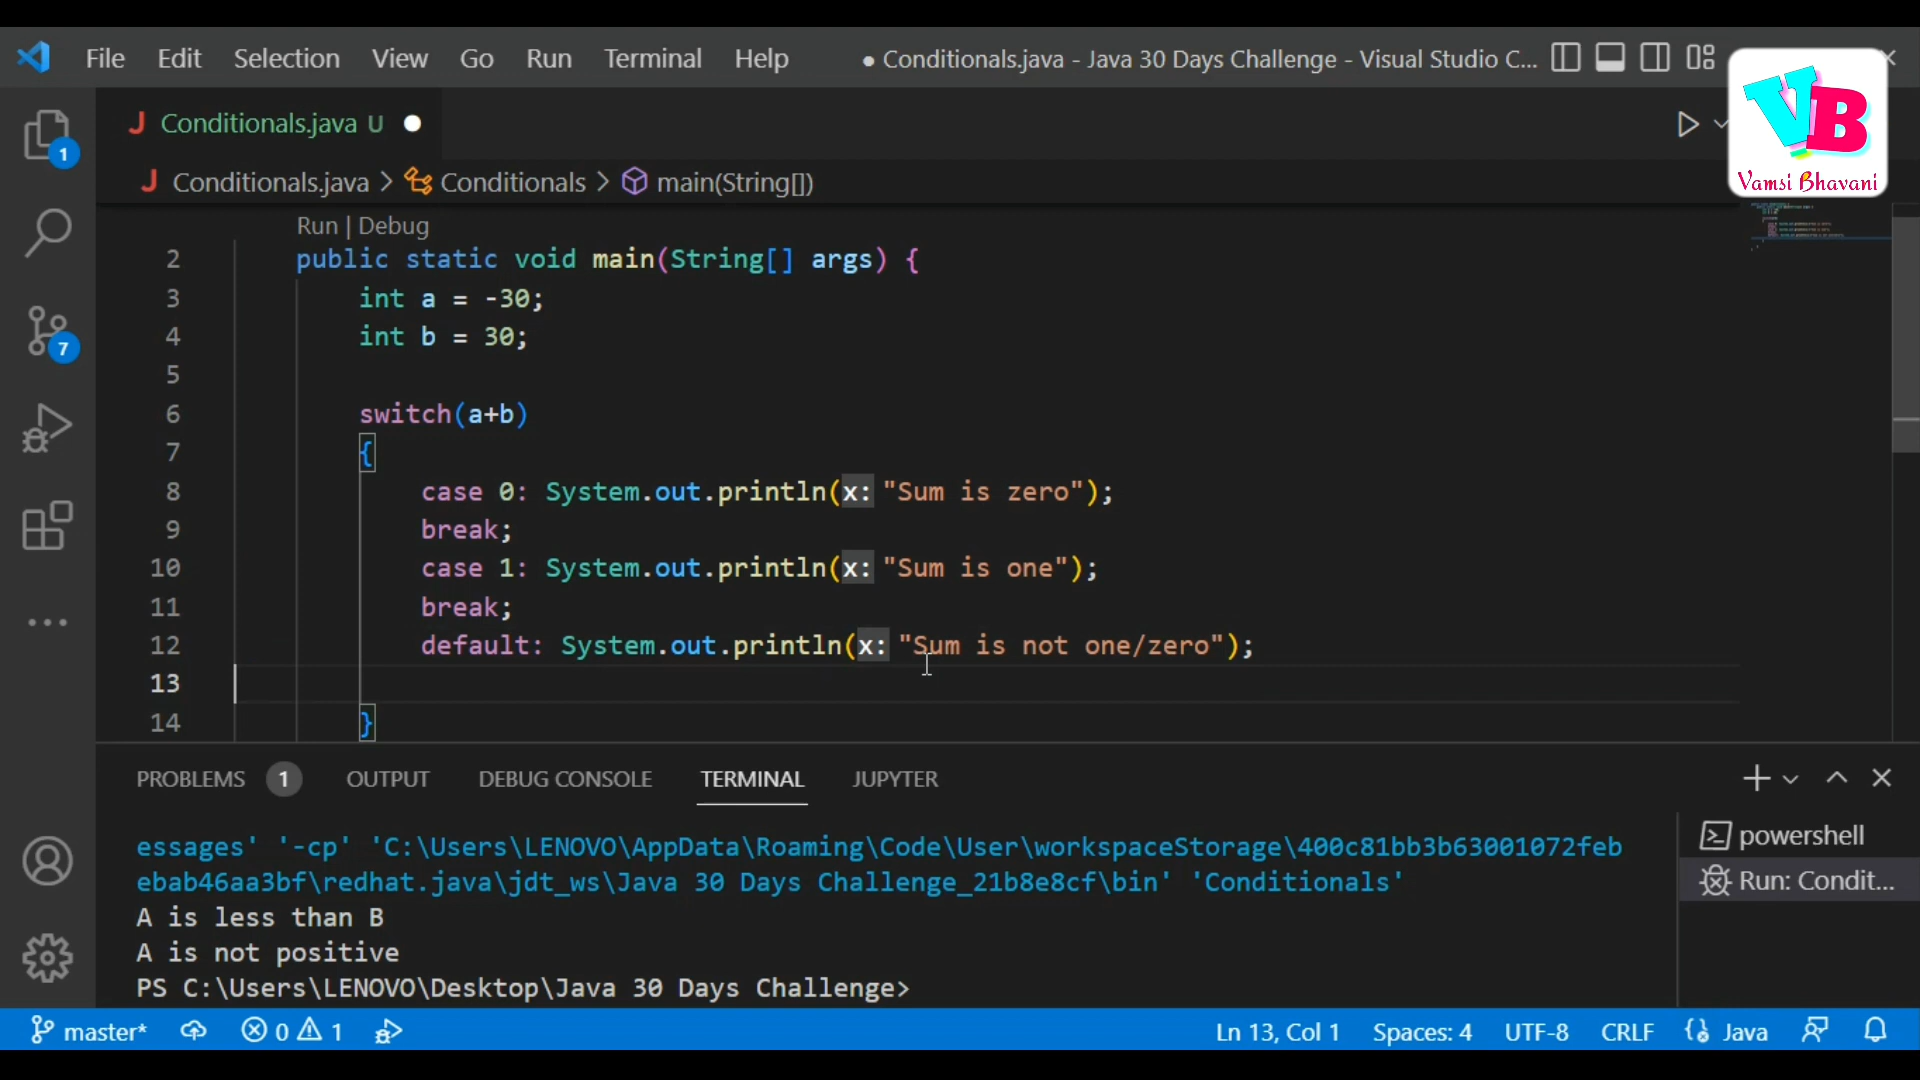 File Edit Selection View Go Run Terminal Help ● Conditionals.java - Java 30 Days Challenge - Visual Studio C...
VB
Vamsi Bhavani
J Conditionals.java U ●
J Conditionals.java > Conditionals > main(String[])
Run | Debug
2 public static void main(String[] args) {
3 int a = -30;
4 int b = 30;
5
6 switch(a+b)
7 {
8 case 0: System.out.println(x: "Sum is zero");
9 break;
10 case 1: System.out.println(x: "Sum is one");
11 break;
12 default: System.out.println(x: "Sum is not one/zero");
13
14 }
1
7
PROBLEMS 1 OUTPUT DEBUG CONSOLE TERMINAL JUPYTER
essages' '-cp' 'C:\Users\LENOVO\AppData\Roaming\Code\User\workspaceStorage\400c81bb3b63001072feb
ebab46aa3bf\redhat.java\jdt_ws\Java 30 Days Challenge_21b8e8cf\bin' 'Conditionals'
A is less than B
A is not positive
PS C:\Users\LENOVO\Desktop\Java 30 Days Challenge>
powershell
Run: Condit...
master* 0 1 Ln 13, Col 1 Spaces: 4 UTF-8 CRLF Java